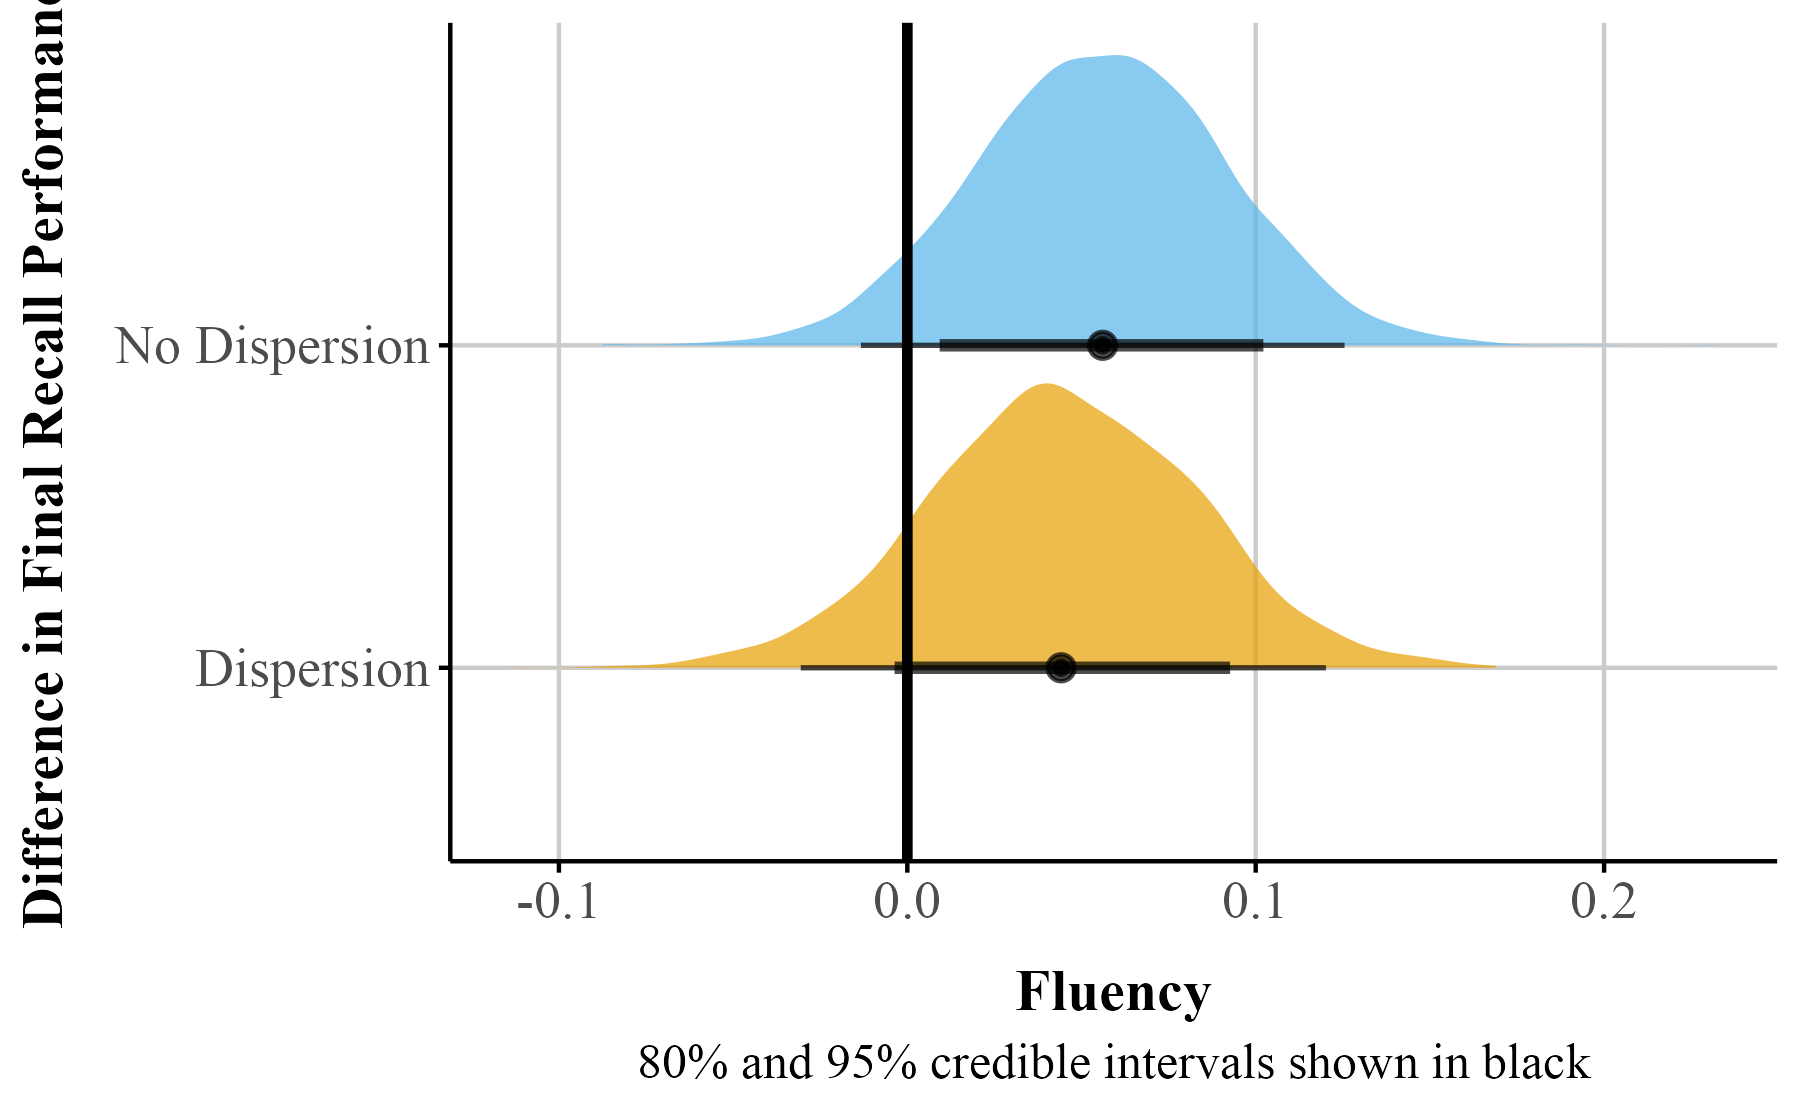 Difference in Final Recall
No Dispersion
Dispersion
-0.1
0.0
0.1
0.2
Fluency
80% and 95% credible intervals shown in black